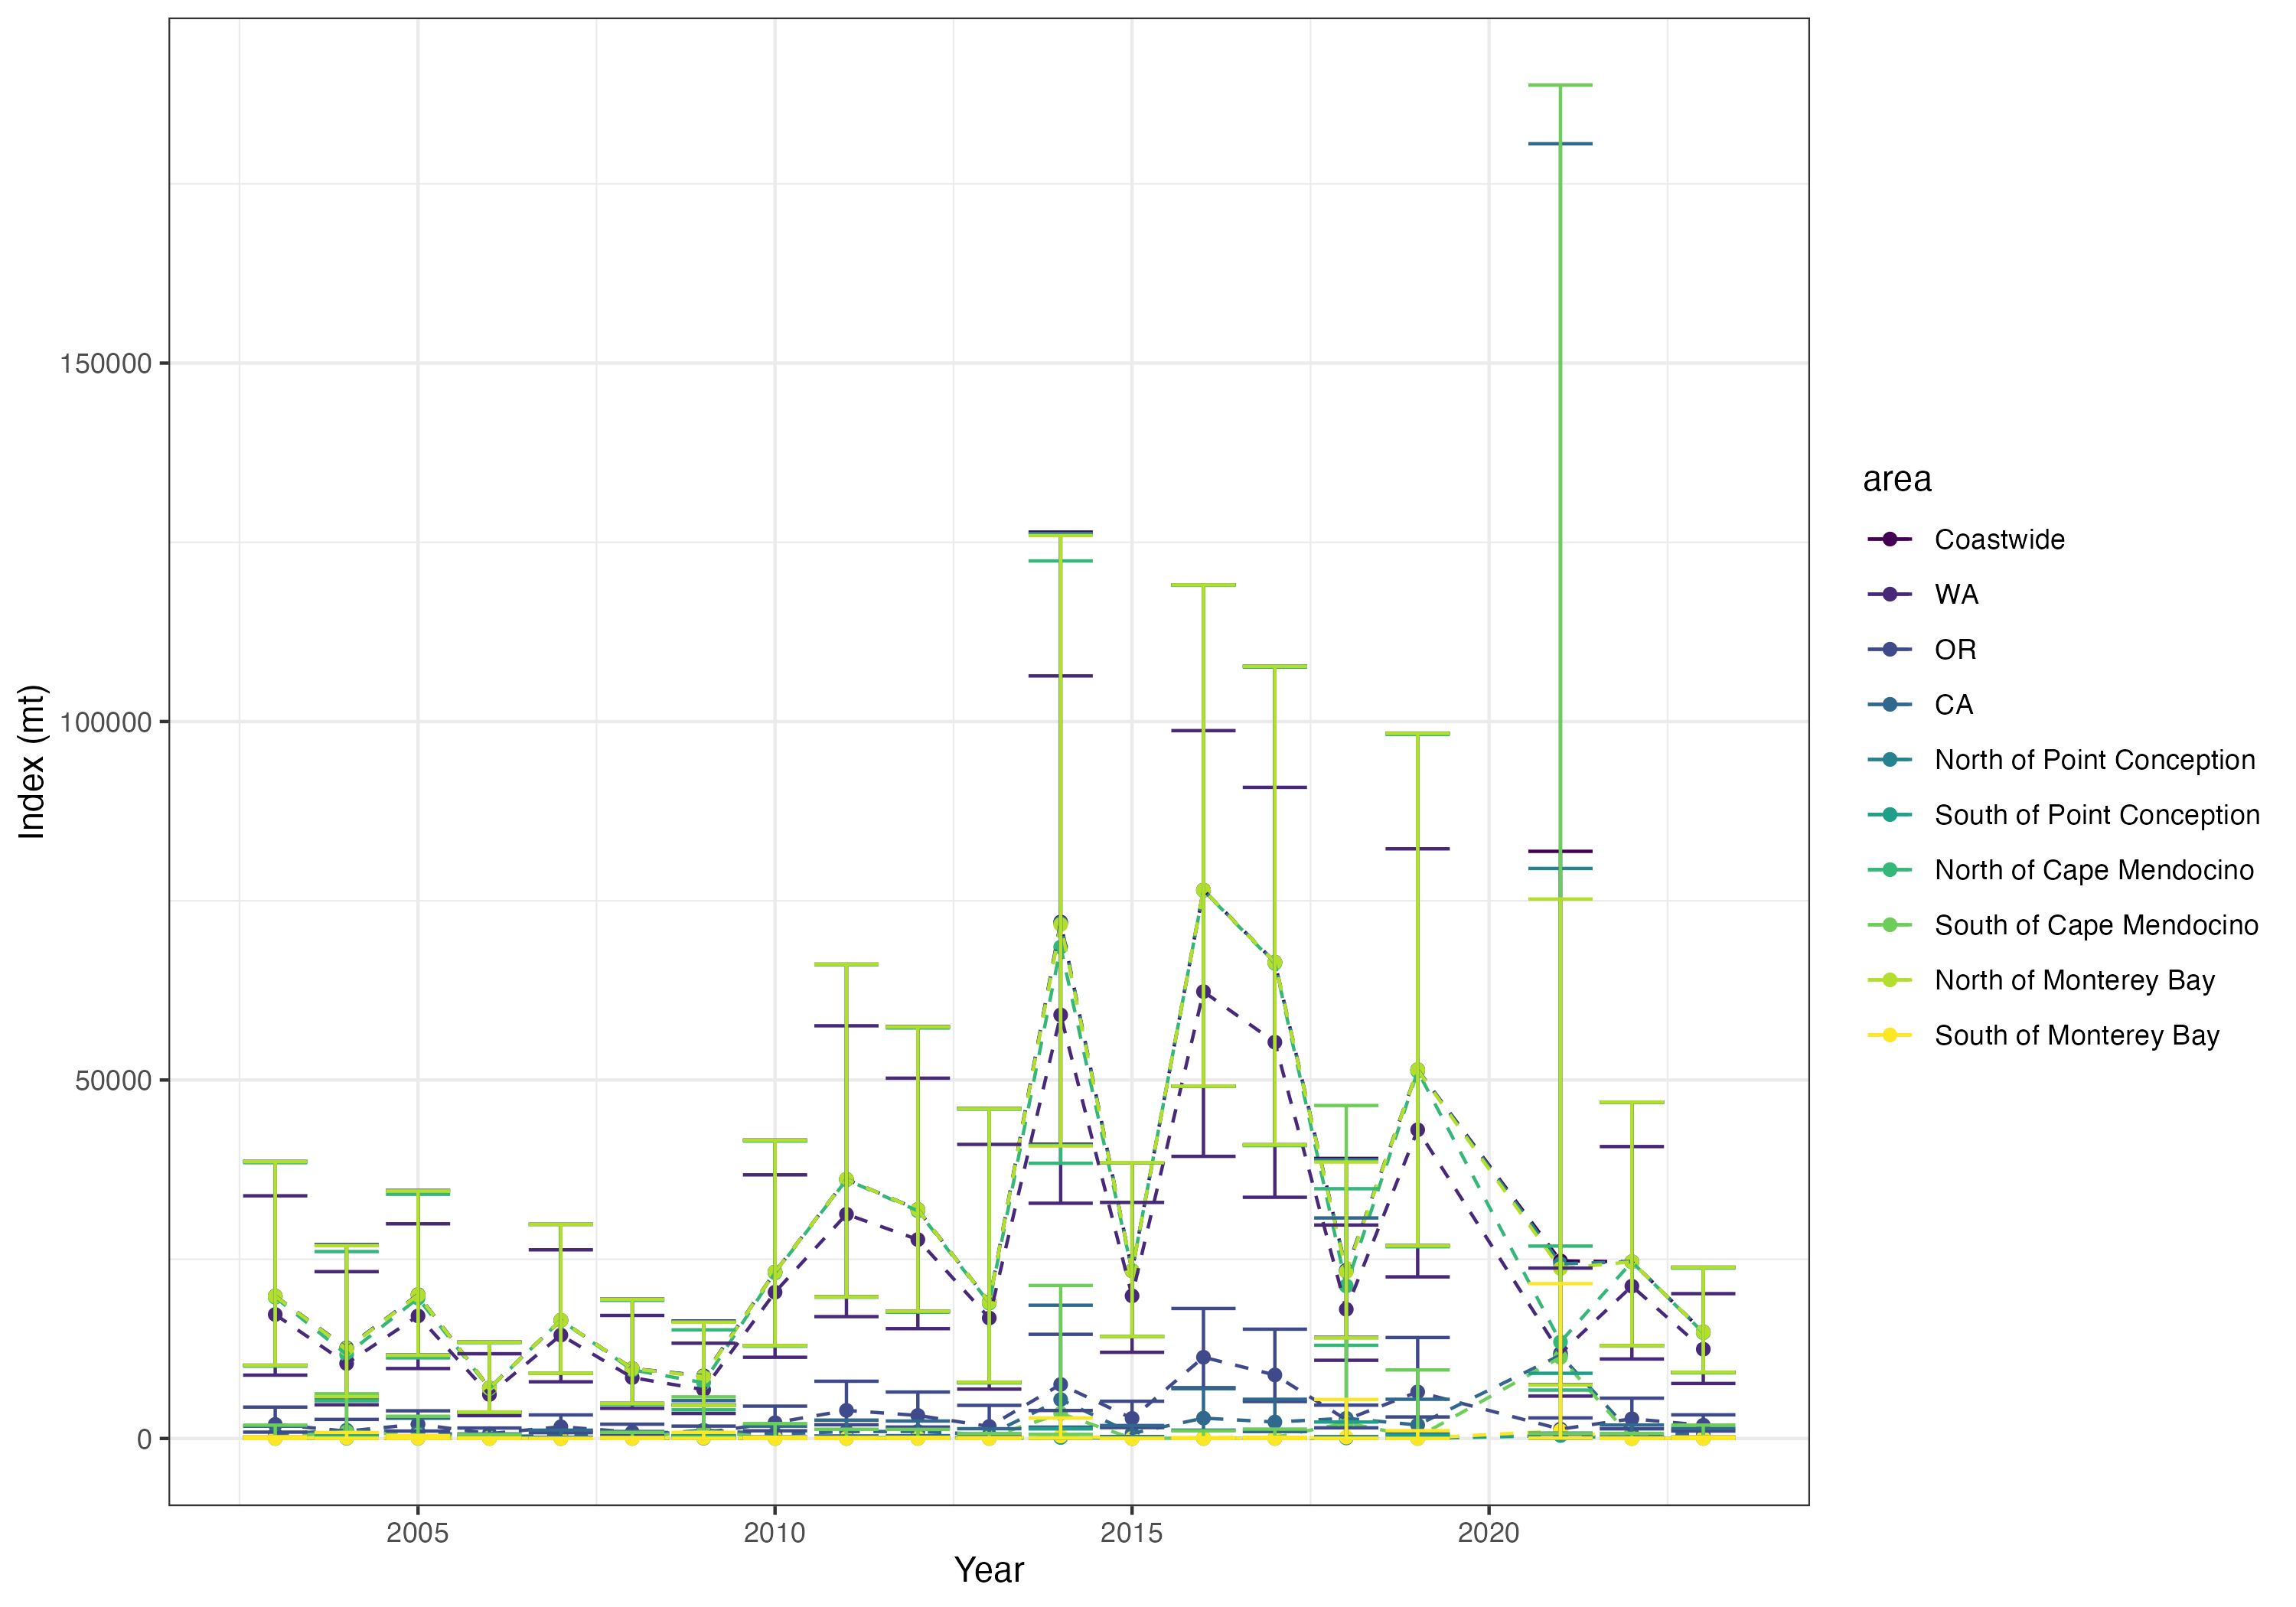 Index (mt)
150000
100000
50000
0
2005
2010
2015
2020
Year
area
Coastwide
WA
OR
CA
North of Point Conception
South of Point Conception
North of Cape Mendocino
South of Cape Mendocino
North of Monterey Bay
South of Monterey Bay